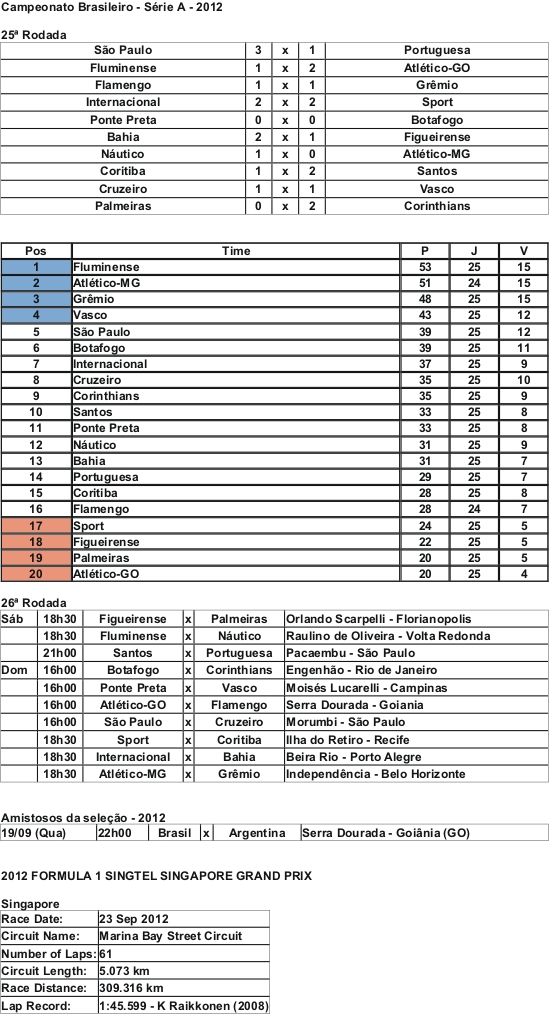 Campeonato Brasileiro - Série A - 2012
25ª Rodada
São Paulo 3 x 1 Portuguesa
Fluminense 1 x 2 Atlético-GO
Flamengo 1 x 1 Grêmio
Internacional 2 x 2 Sport
Ponte Preta 0 x 0 Botafogo
Bahia 2 x 1 Figueirense
Náutico 1 x 0 Atlético-MG
Coritiba 1 x 2 Santos
Cruzeiro 1 x 1 Vasco
Palmeiras 0 x 2 Corinthians
Pos Time P J V
1 Fluminense 53 25 15
2 Atlético-MG 51 24 15
3 Grêmio 48 25 15
4 Vasco 43 25 12
5 São Paulo 39 25 12
6 Botafogo 39 25 11
7 Internacional 37 25 9
8 Cruzeiro 35 25 10
9 Corinthians 35 25 9
10 Santos 33 25 8
11 Ponte Preta 33 25 8
12 Náutico 31 25 9
13 Bahia 31 25 7
14 Portuguesa 29 25 7
15 Coritiba 28 25 8
16 Flamengo 28 24 7
17 Sport 24 25 5
18 Figueirense 22 25 5
19 Palmeiras 20 25 5
20 Atlético-GO 20 25 4
26ª Rodada
Sáb 18h30 Figueirense x Palmeiras Orlando Scarpelli - Florianopolis
18h30 Fluminense x Náutico Raulino de Oliveira - Volta Redonda
21h00 Santos x Portuguesa Pacaembu - São Paulo
Dom 16h00 Botafogo x Corinthians Engenhão - Rio de Janeiro
16h00 Ponte Preta x Vasco Moisés Lucarelli - Campinas
16h00 Atlético-GO x Flamengo Serra Dourada - Goiania
16h00 São Paulo x Cruzeiro Morumbi - São Paulo
18h30 Sport x Coritiba Ilha do Retiro - Recife
18h30 Internacional x Bahia Beira Rio - Porto Alegre
18h30 Atlético-MG x Grêmio Independência - Belo Horizonte
Amistosos da seleção - 2012
19/09 (Qua) 22h00 Brasil x Argentina Serra Dourada - Goiânia (GO)
2012 FORMULA 1 SINGTEL SINGAPORE GRAND PRIX
Singapore
Race Date: 23 Sep 2012
Circuit Name: Marina Bay Street Circuit
Number of Laps: 61
Circuit Length: 5.073 km
Race Distance: 309.316 km
Lap Record: 1:45.599 - K Raikkonen (2008)